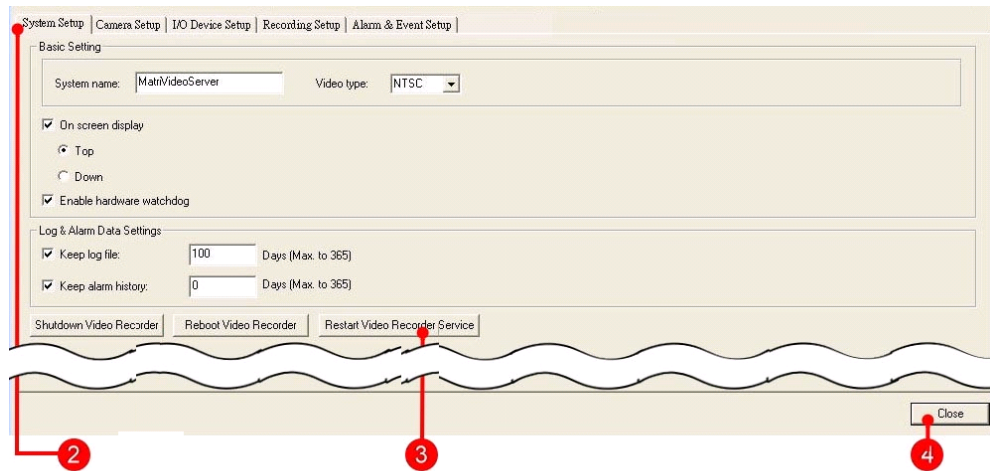 System Setup | Camera Setup | I/O Device Setup | Recording Setup | Alarm & Event Setup |
Basic Setting
System name: MatriVideoServer Video type: NTSC
On screen display
Top
Down
Enable hardware watchdog
Log & Alarm Data Settings
Keep log file: 100 Days (Max. to 365)
Keep alarm history: 0 Days (Max. to 365)
Shutdown Video Recorder Reboot Video Recorder Restart Video Recorder Service
Close
2 3 4